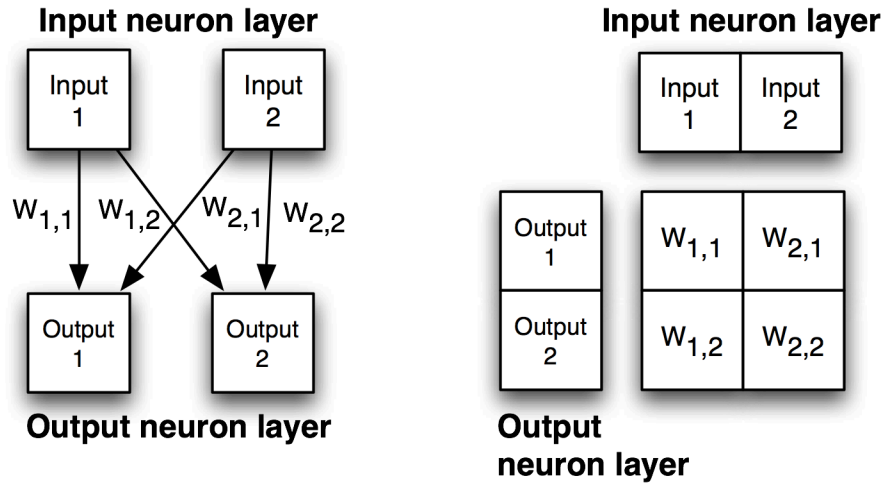 Input neuron layer
Input
1
Input
2
W1,1
W1,2
W2,1
W2,2
Output
1
Output
2
Output neuron layer
Input neuron layer
Input
1
Input
2
Output
1
Output
2
W1,1
W2,1
W1,2
W2,2
Output
neuron layer